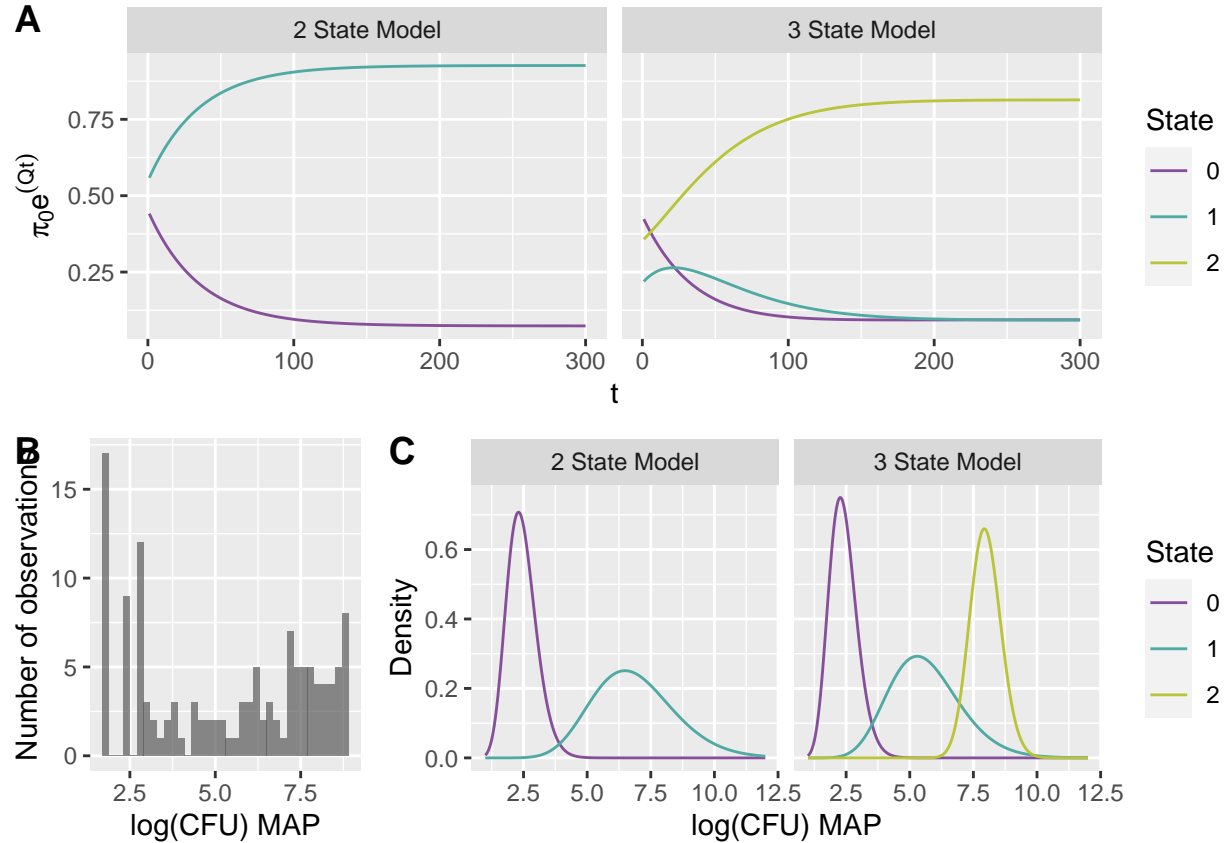 A
2 State Model
3 State Model
π₀e^(Qt)
0.75
0.50
0.25
0
100
200
300
0
100
200
300
t
State
0
1
2
B
Number of observations
15
10
5
0
2.5
5.0
7.5
log(CFU) MAP
C
2 State Model
3 State Model
Density
0.6
0.4
0.2
0.0
2.5
5.0
7.5
10.0
12.5
2.5
5.0
7.5
10.0
12.5
log(CFU) MAP
State
0
1
2